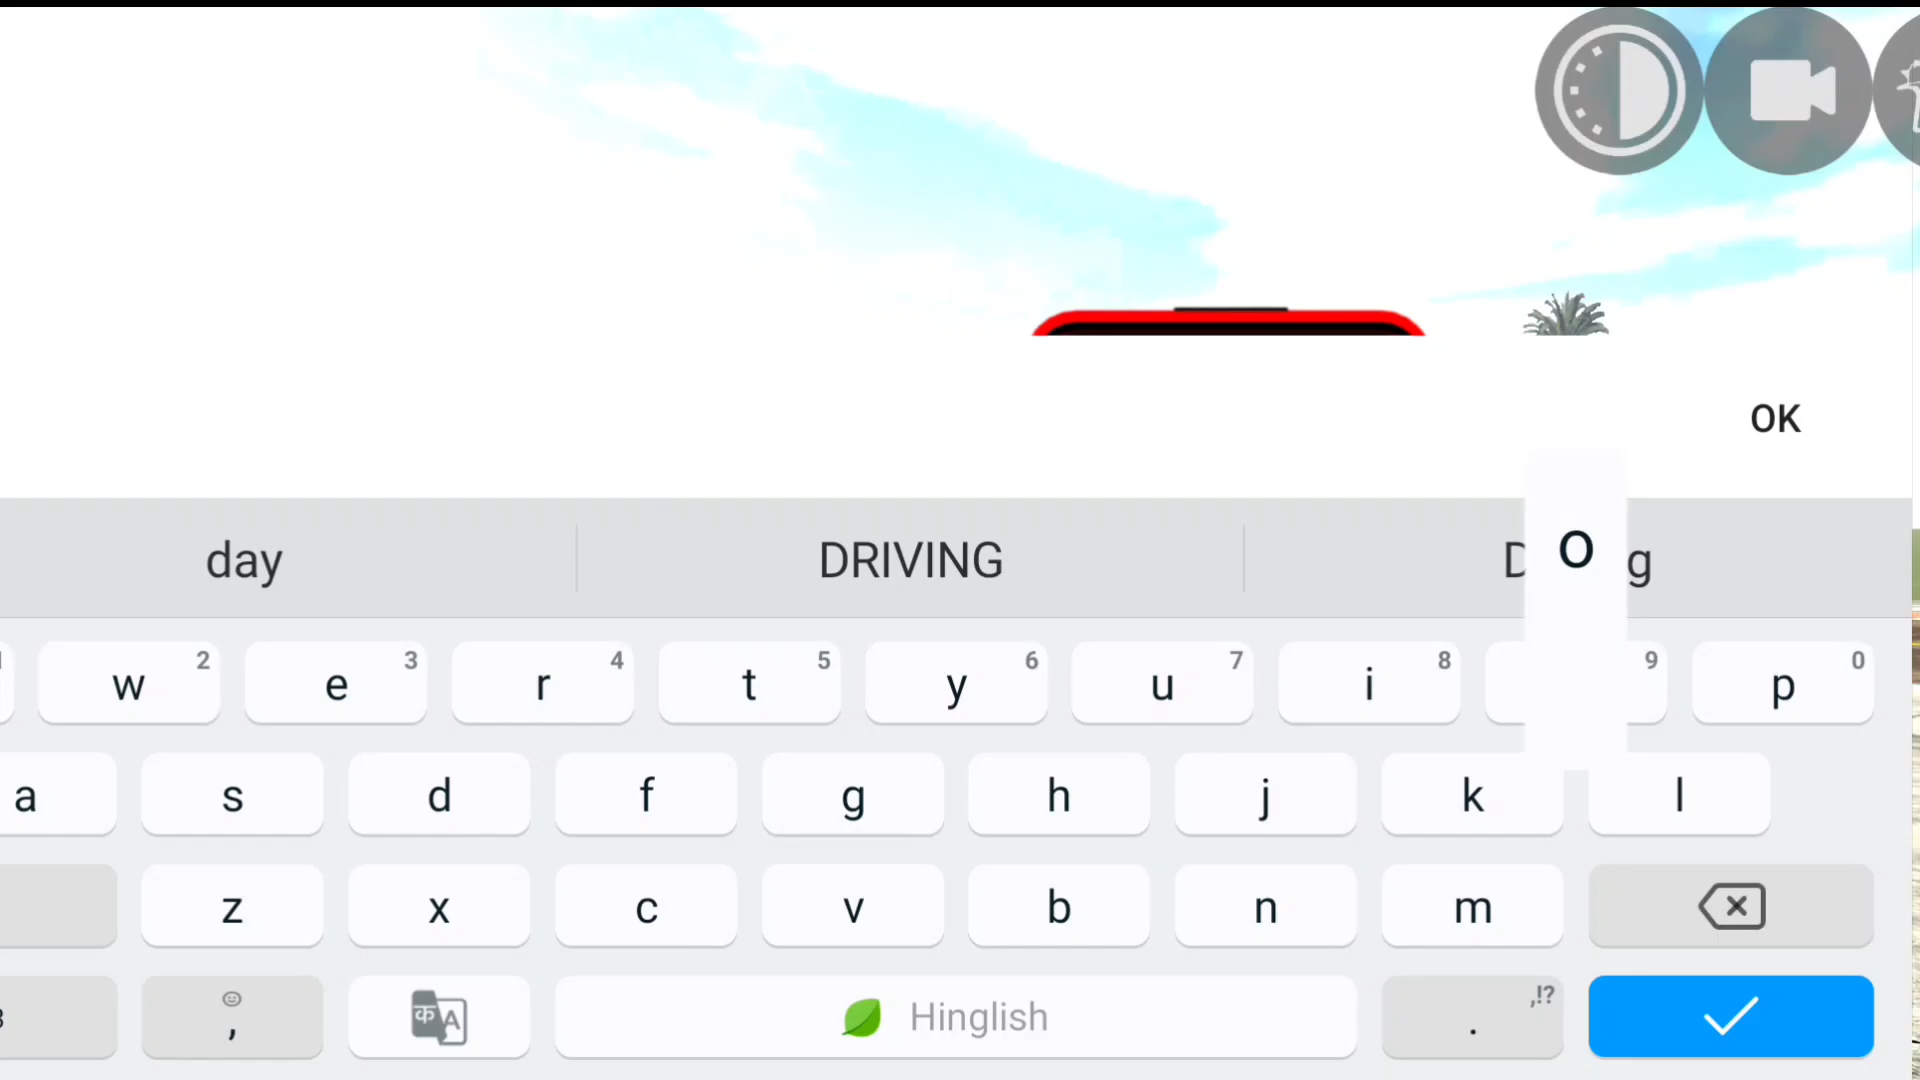 OK
day DRIVING
o
w 2 e 3 r 4 t 5 y 6 u 7 i 8 9 p 0
a s d f g h j k l
z x c v b n m
, क A Hinglish . ,!?